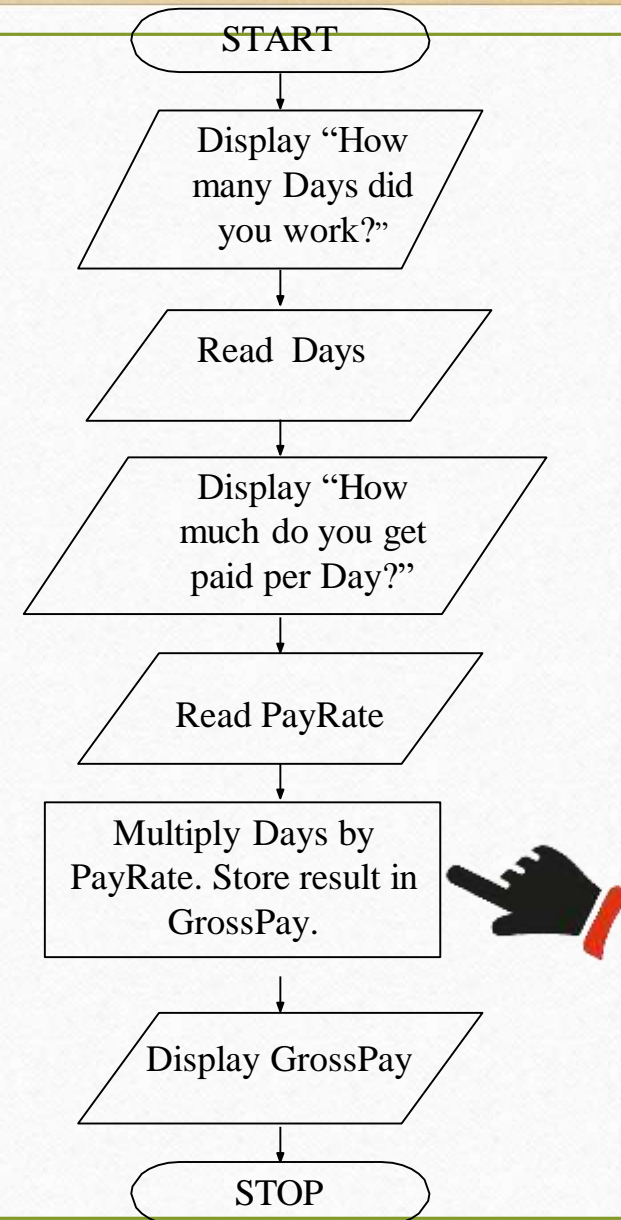 START
Display “How
many Days did
you work?”
Read Days
Display “How
much do you get
paid per Day?”
Read PayRate
Multiply Days by
PayRate. Store result in
GrossPay.
Display GrossPay
STOP